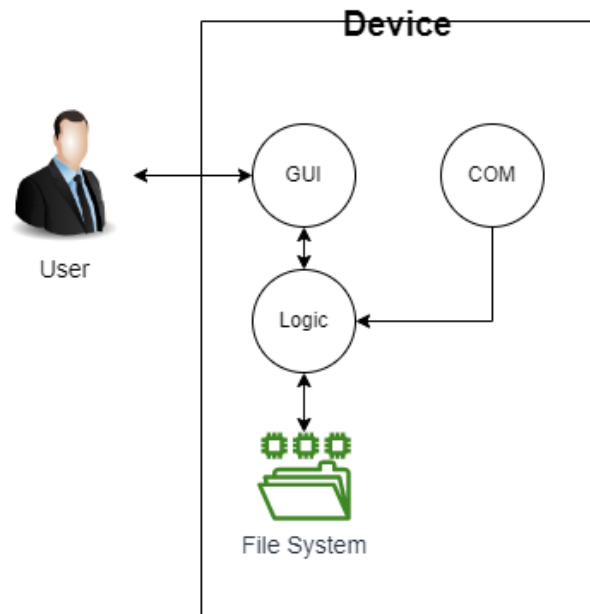 Device
GUI
COM
User
Logic
File System